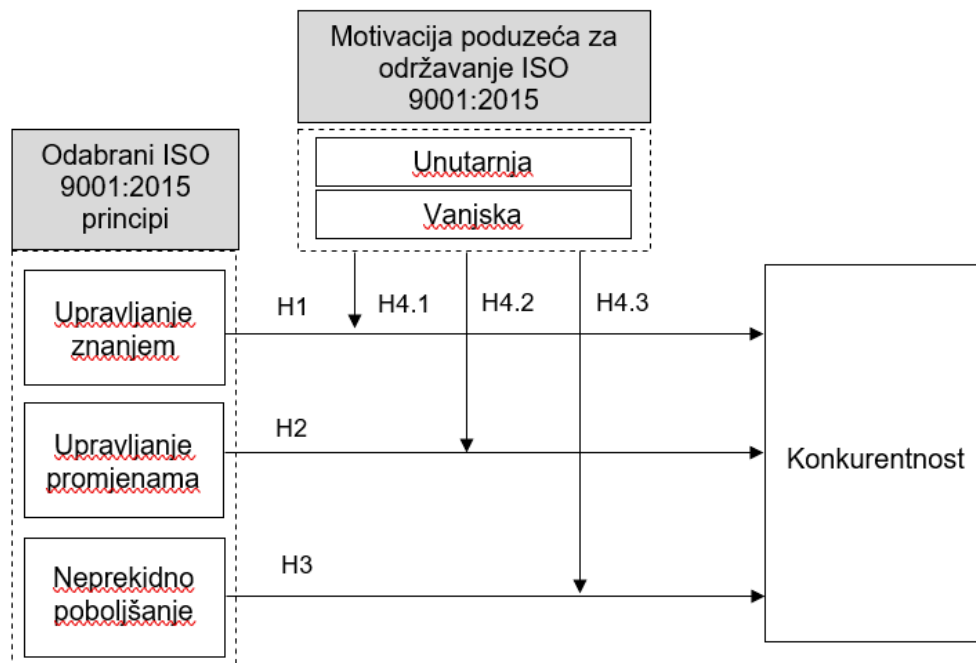 Motivacija poduzeća za
održavanje ISO
9001:2015
Unutarnja
Vanjska
Odabrani ISO
9001:2015
principi
Upravljanje
znanjem
H1
H4.1
H4.2
H4.3
Upravljanje
promjenama
H2
Konkurentnost
Neprekidno
poboljšanje
H3